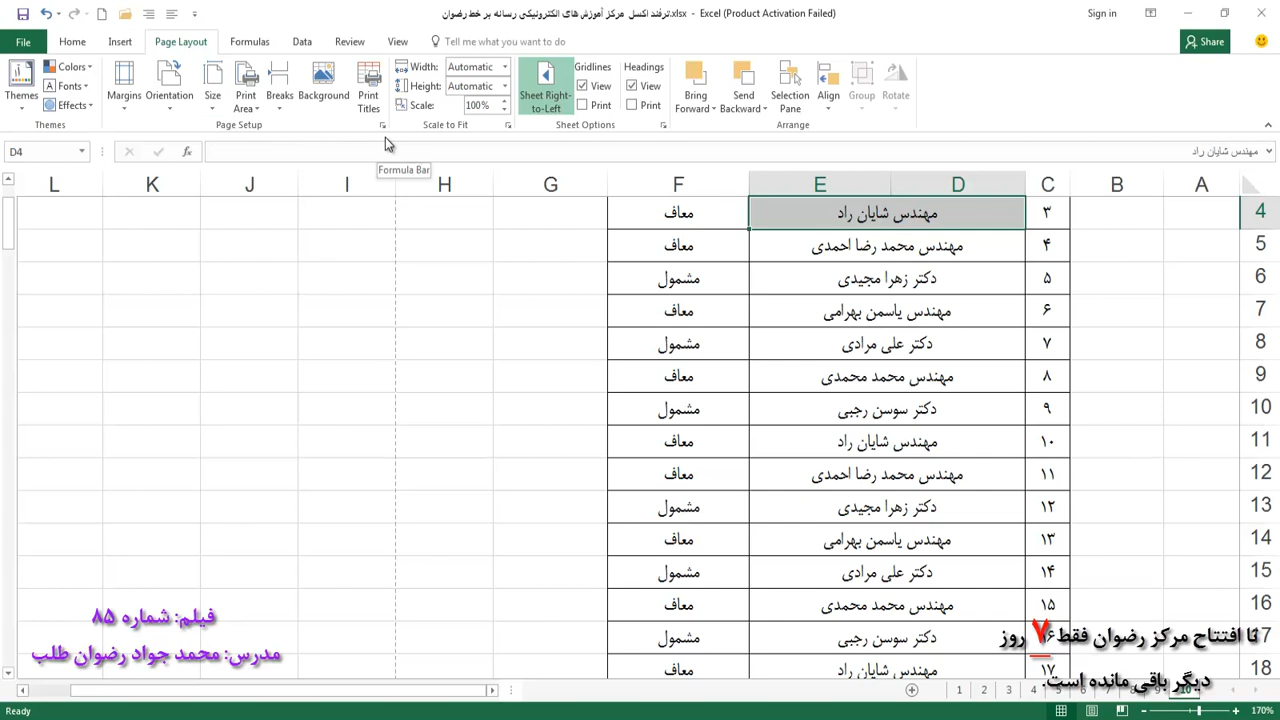 ترفند اکسل مرکز آموزش های الکترونیکی رسانه بر خط رضوان.xlsx - Excel (Product Activation Failed)
Sign in
File Home Insert Page Layout Formulas Data Review View Tell me what you want to do
Share
Themes
Colors
Fonts
Effects
Themes
Margins
Orientation
Size
Print Area
Breaks
Background
Print Titles
Page Setup
Width: Automatic
Height: Automatic
Scale: 100%
Scale to Fit
Sheet Right-to-Left
Gridlines
View
Print
Headings
View
Print
Sheet Options
Bring Forward
Send Backward
Selection Pane
Align
Group
Rotate
Arrange
D4
fx
مهندس شایان راد
Formula Bar
L K J I H G F E D C B A
4 ۳ مهندس شایان راد معاف
5 ۴ مهندس محمد رضا احمدی معاف
6 ۵ دکتر زهرا مجیدی مشمول
7 ۶ مهندس یاسمن بهرامی معاف
8 ۷ دکتر علی مرادی مشمول
9 ۸ مهندس محمد محمدی معاف
10 ۹ دکتر سوسن رجبی مشمول
11 ۱۰ مهندس شایان راد معاف
12 ۱۱ مهندس محمد رضا احمدی معاف
13 ۱۲ دکتر زهرا مجیدی مشمول
14 ۱۳ مهندس یاسمن بهرامی معاف
15 ۱۴ دکتر علی مرادی مشمول
16 ۱۵ مهندس محمد محمدی معاف
17 ۱۶ دکتر سوسن رجبی مشمول
18 ۱۷ مهندس شایان راد معاف
تا افتتاح مرکز رضوان فقط ۷ روز
دیگر باقی مانده است.
فیلم: شماره ۸۵
مدرس: محمد جواد رضوان طلب
1 2 3 4 5 6 7 8 9 10
Ready
170%